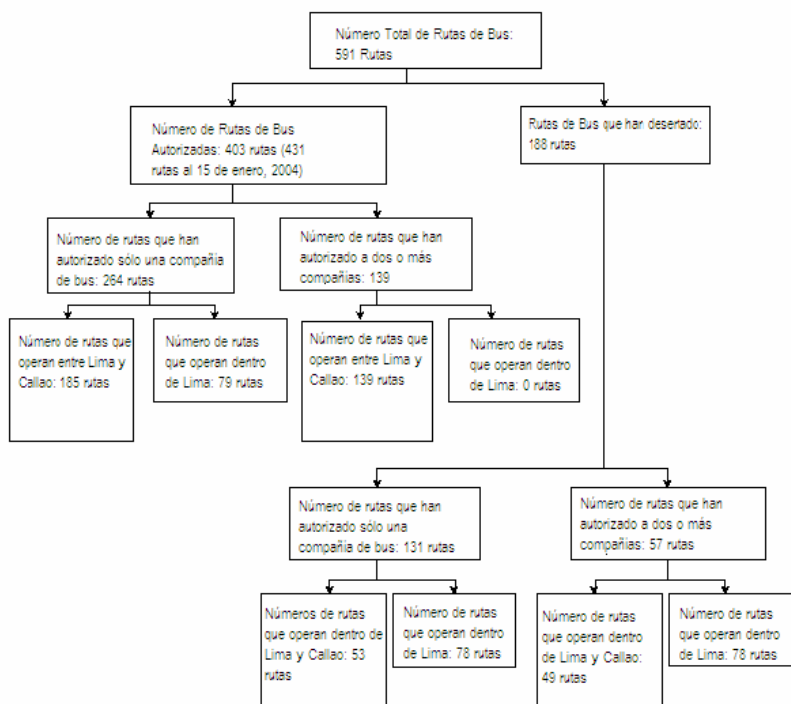 Número Total de Rutas de Bus:
591 Rutas
Número de Rutas de Bus
Autorizadas: 403 rutas (431
rutas al 15 de enero, 2004)
Rutas de Bus que har desertado:
188 rutas
Número de rutas que han
autorizado sólo una compañía
de bus: 264 rutas
Número de rutas que han
autorizado a dos o más
compañías: 139
Número de rutas que
operan entre Lima y
Callao: 185 rutas
Número de rutas
que operan dentro
de Lima: 79 rutas
Número de rutas que
operan entre Lima y
Callao: 139 rutas
Número de rutas
que operan dentro
de Lima: 0 rutas
Número de rutas que han
autorizado sólo una
compañía de bus: 131 rutas
Número de rutas que han
autorizado a dos o más
compañías: 57 rutas
Números de rutas
que operan dentro de
Lima y Callao: 53
rutas
Número de rutas
que operan dentro
de Lima: 78 rutas
Número de rutas
que operan dentro
de Lima y Callao:
49 rutas
Número de rutas
que operan dentro
de Lima: 78 rutas